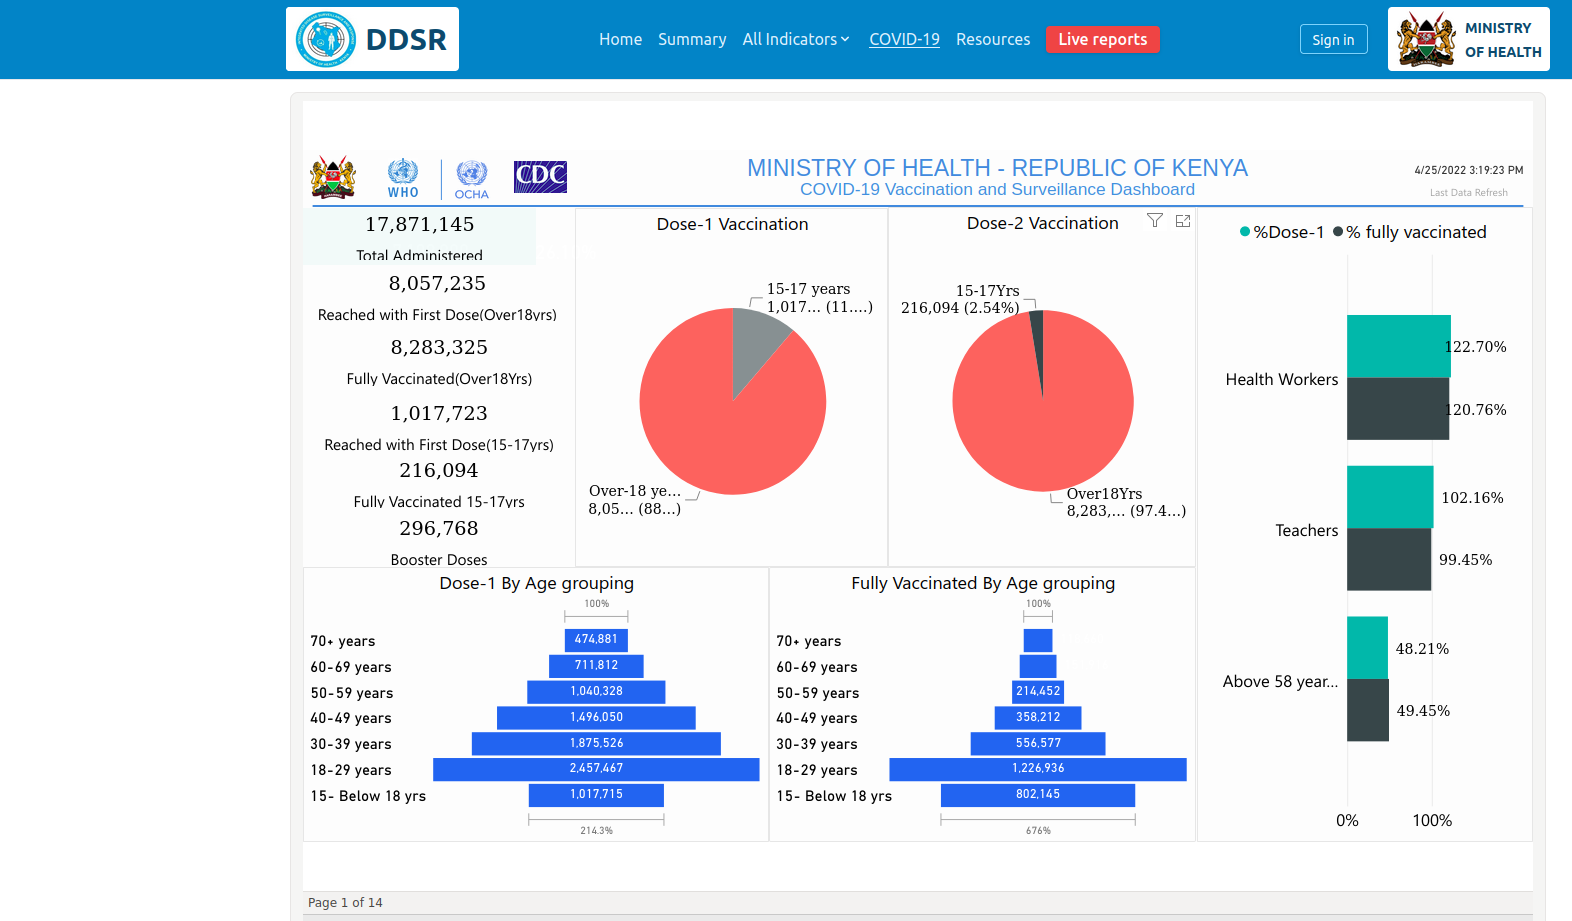 DDSR
Home Summary All Indicators COVID-19 Resources Live reports
Sign in
MINISTRY
OF HEALTH
WHO
OCHA
CDC
MINISTRY OF HEALTH - REPUBLIC OF KENYA
COVID-19 Vaccination and Surveillance Dashboard
4/25/2022 3:19:23 PM
Last Data Refresh
17,871,145
Total Administered
8,057,235
Reached with First Dose(Over18yrs)
8,283,325
Fully Vaccinated(Over18Yrs)
1,017,723
Reached with First Dose(15-17yrs)
216,094
Fully Vaccinated 15-17yrs
296,768
Booster Doses
Dose-1 Vaccination
15-17 years
1,017... (11....)
Over-18 ye...
8,05... (88...)
Dose-2 Vaccination
15-17Yrs
216,094 (2.54%)
Over18Yrs
8,283,... (97.4...)
%Dose-1 % fully vaccinated
Health Workers
122.70%
120.76%
Teachers
102.16%
99.45%
Above 58 year...
48.21%
49.45%
0% 100%
Dose-1 By Age grouping
100%
70+ years 474,881
60-69 years 711,812
50-59 years 1,040,328
40-49 years 1,496,050
30-39 years 1,875,526
18-29 years 2,457,467
15- Below 18 yrs 1,017,715
214.3%
Fully Vaccinated By Age grouping
100%
70+ years
60-69 years
50-59 years 214,452
40-49 years 358,212
30-39 years 556,577
18-29 years 1,226,936
15- Below 18 yrs 802,145
676%
Page 1 of 14